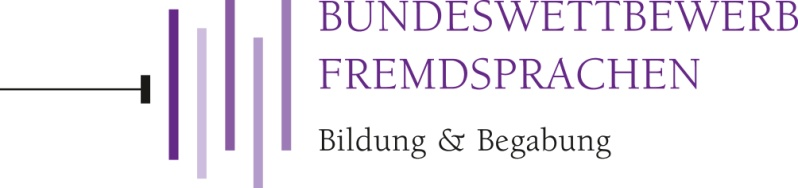 BUNDESWETTBEWERB
FREMDSPRACHEN
Bildung & Begabung